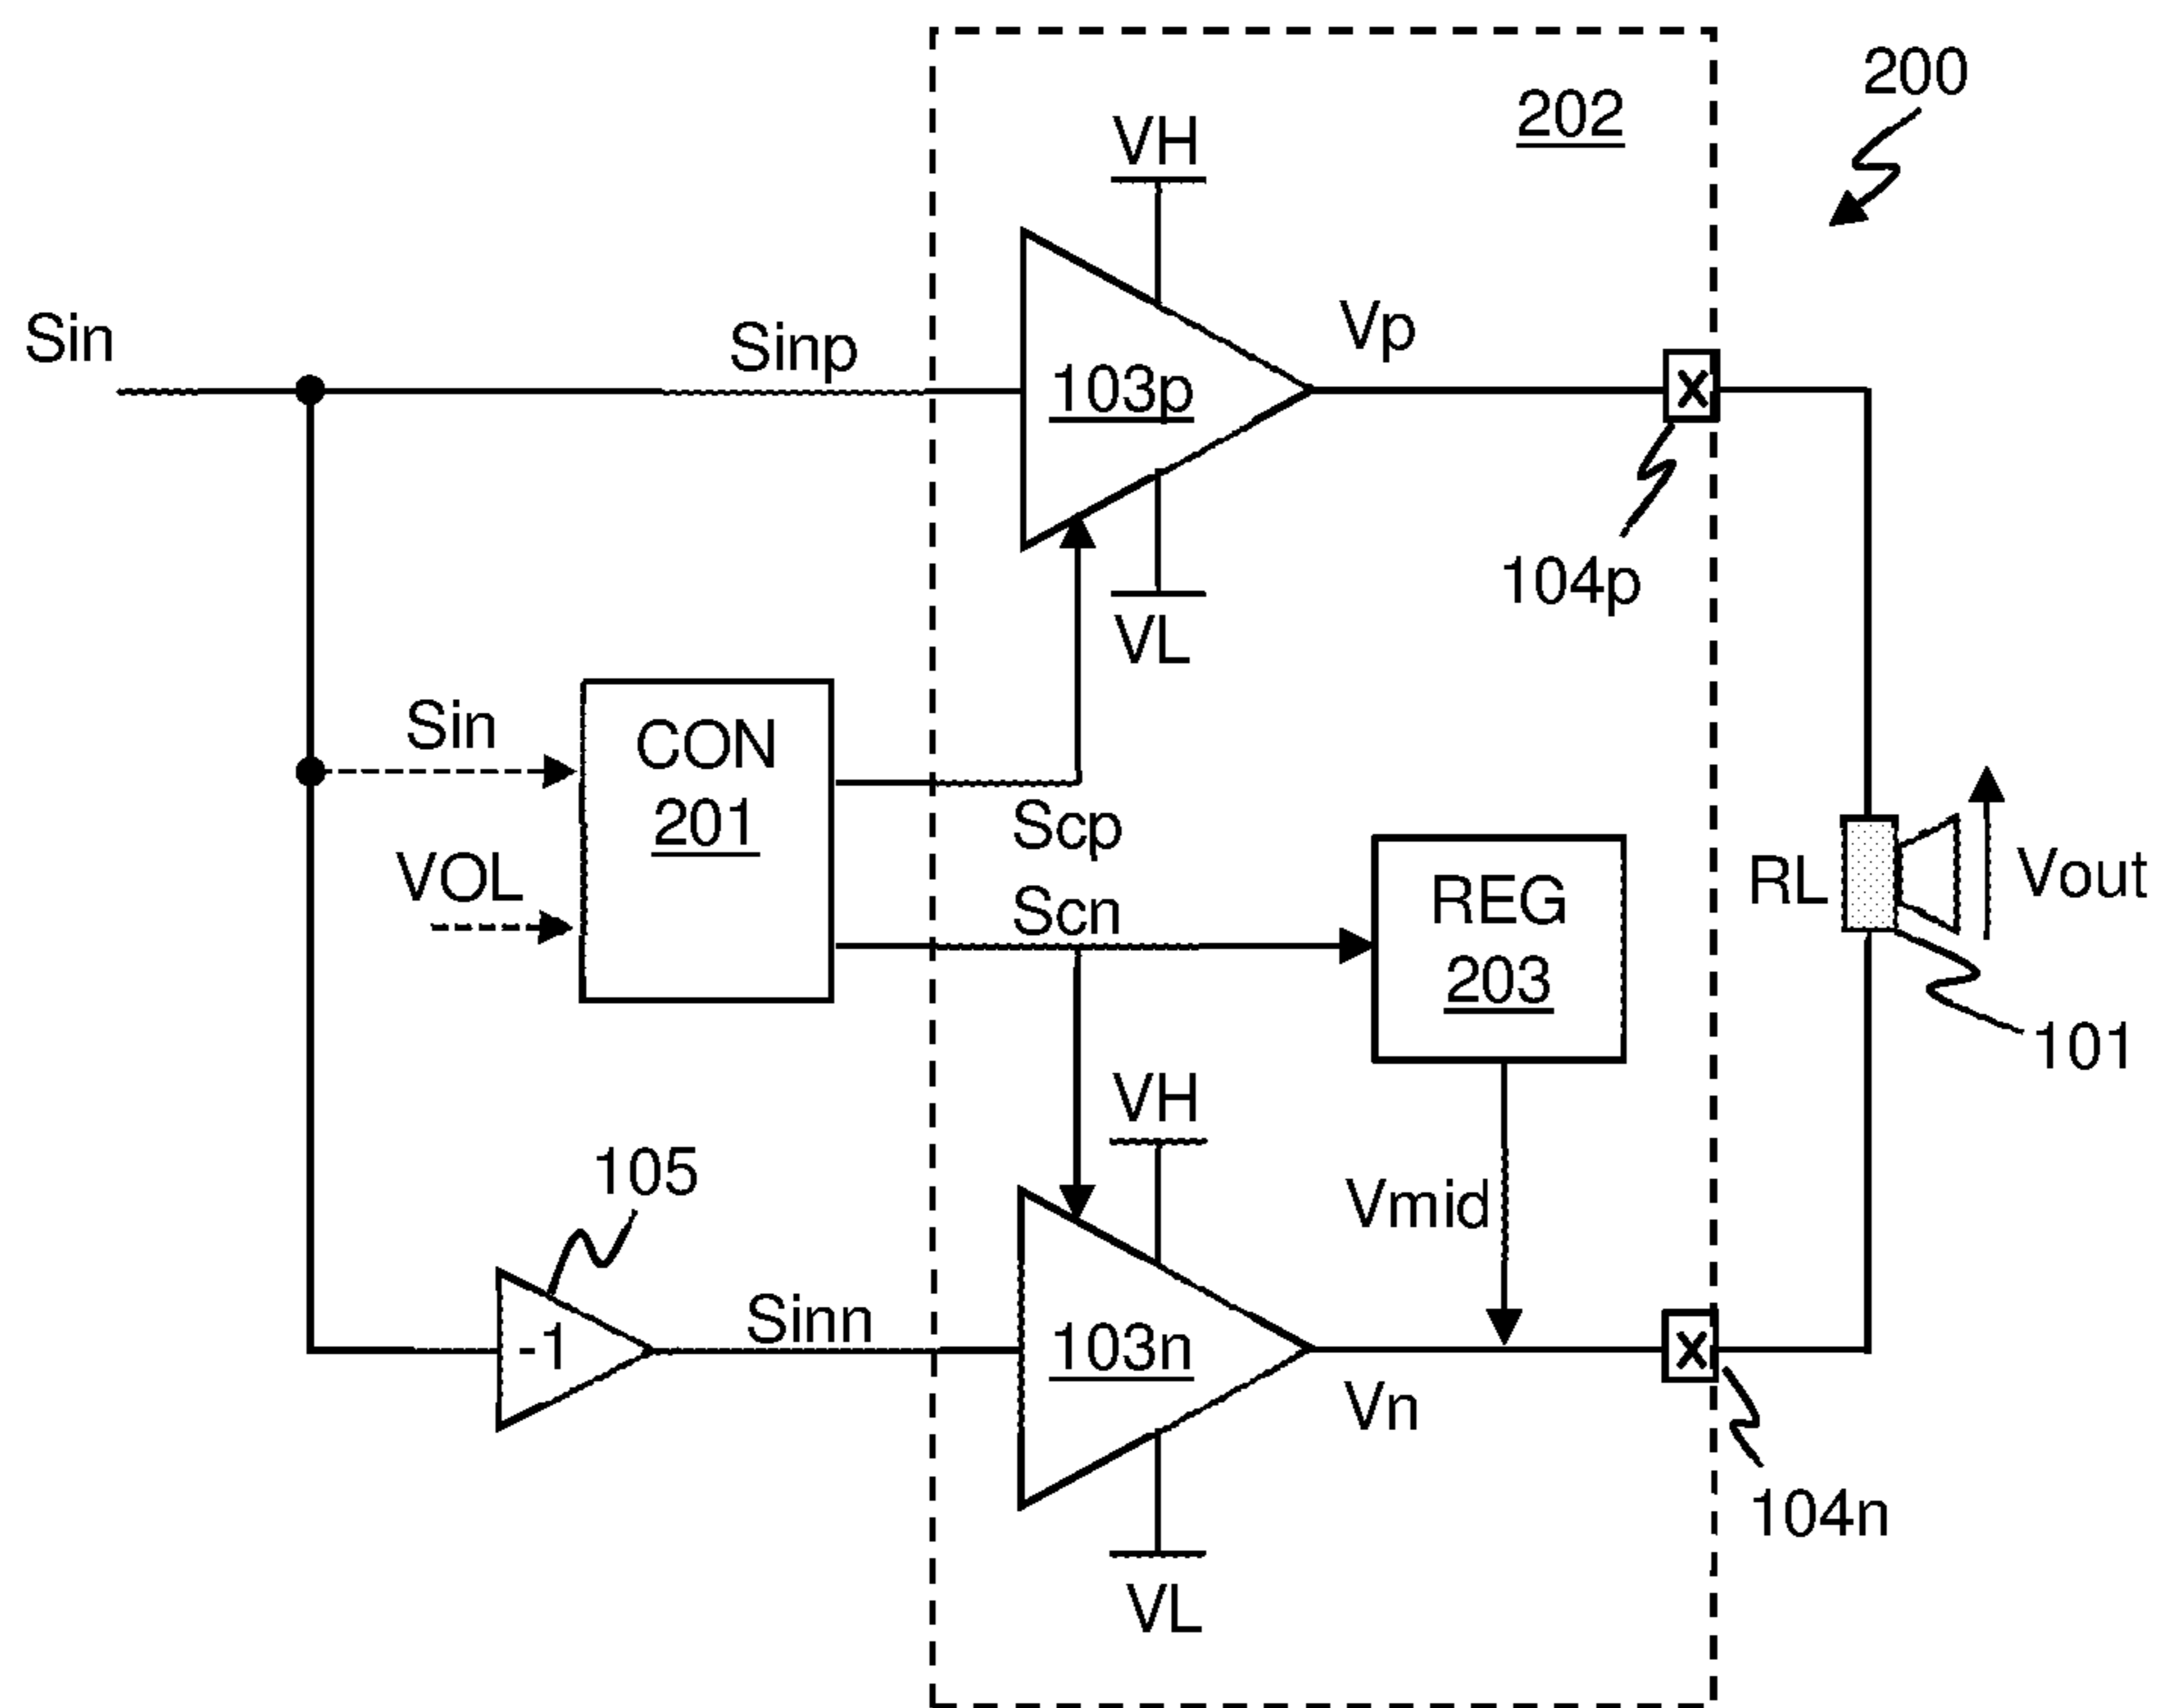 200
202
VH
Sin
Sinp
103p
Vp
X
104p
VL
Sin
CON
201
VOL
Scp
Scn
REG
203
RL
Vout
101
VH
105
Vmid
-1
Sinn
103n
X
Vn
104n
VL